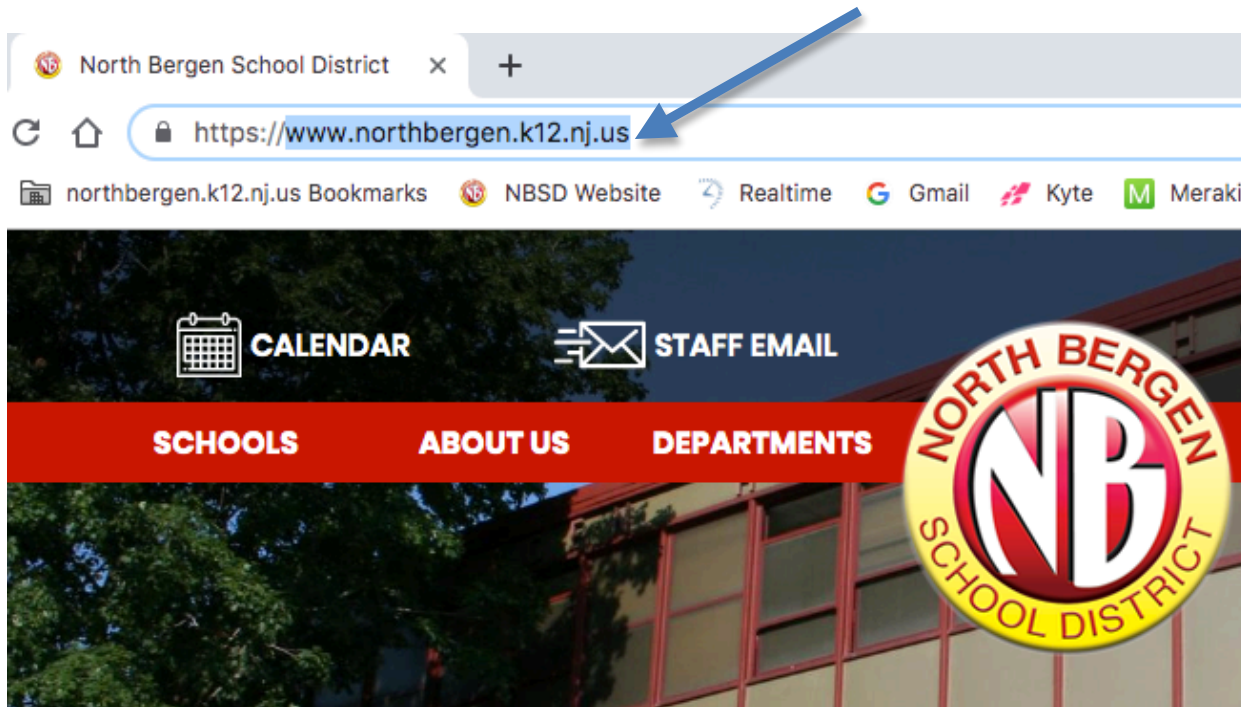 North Bergen School District
https://www.northbergen.k12.nj.us
northbergen.k12.nj.us Bookmarks NBSD Website Realtime Gmail Kyte Meraki
CALENDAR STAFF EMAIL
SCHOOLS ABOUT US DEPARTMENTS
NORTH BERGEN
NB
SCHOOL DISTRICT